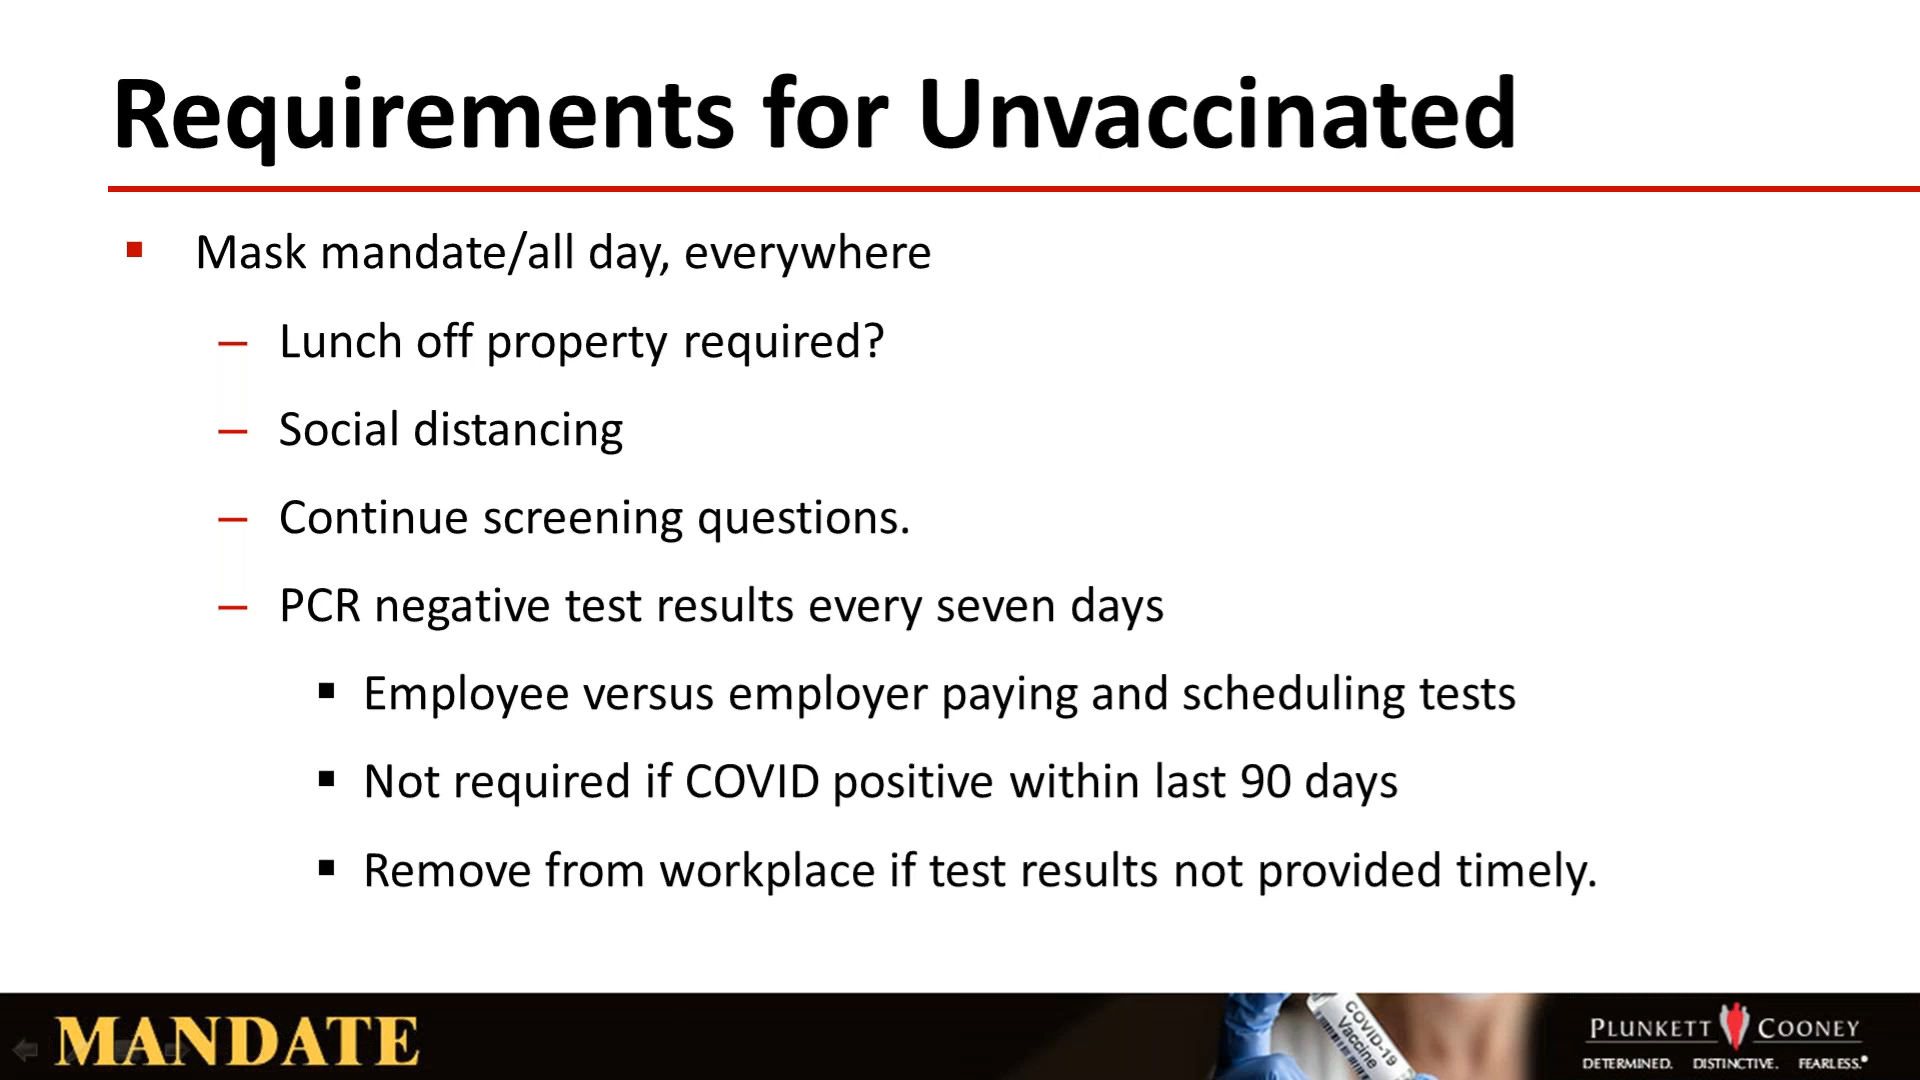 Requirements for Unvaccinated
▪ Mask mandate/all day, everywhere
– Lunch off property required?
– Social distancing
– Continue screening questions.
– PCR negative test results every seven days
▪ Employee versus employer paying and scheduling tests
▪ Not required if COVID positive within last 90 days
▪ Remove from workplace if test results not provided timely.
MANDATE
COVID-19
Vaccine
PLUNKETT COONEY
DETERMINED. DISTINCTIVE. FEARLESS.®